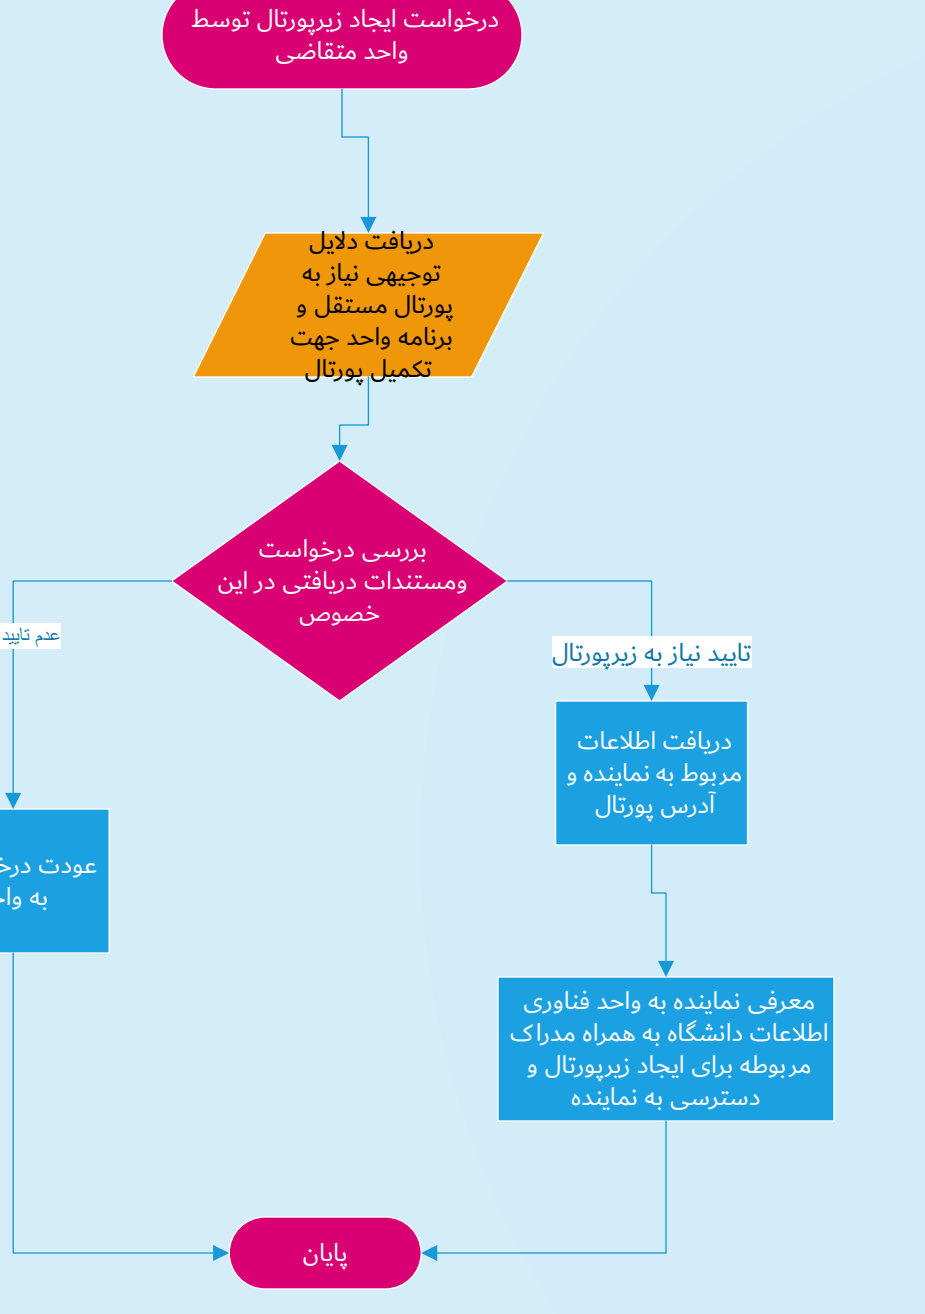 درخواست ایجاد زیرپورتال توسط
واحد متقاضی
دریافت دلایل
توجیهی نیاز به
پورتال مستقل و
برنامه واحد جهت
تکمیل پورتال
بررسی درخواست
ومستندات دریافتی در این
خصوص
تایید نیاز به زیرپورتال
عدم تایید
دریافت اطلاعات
مربوط به نماینده و
آدرس پورتال
عودت
به
معرفی نماینده به واحد فناوری
اطلاعات دانشگاه به همراه مدراک
مربوطه برای ایجاد زیرپورتال و
دسترسی به نماینده
پایان